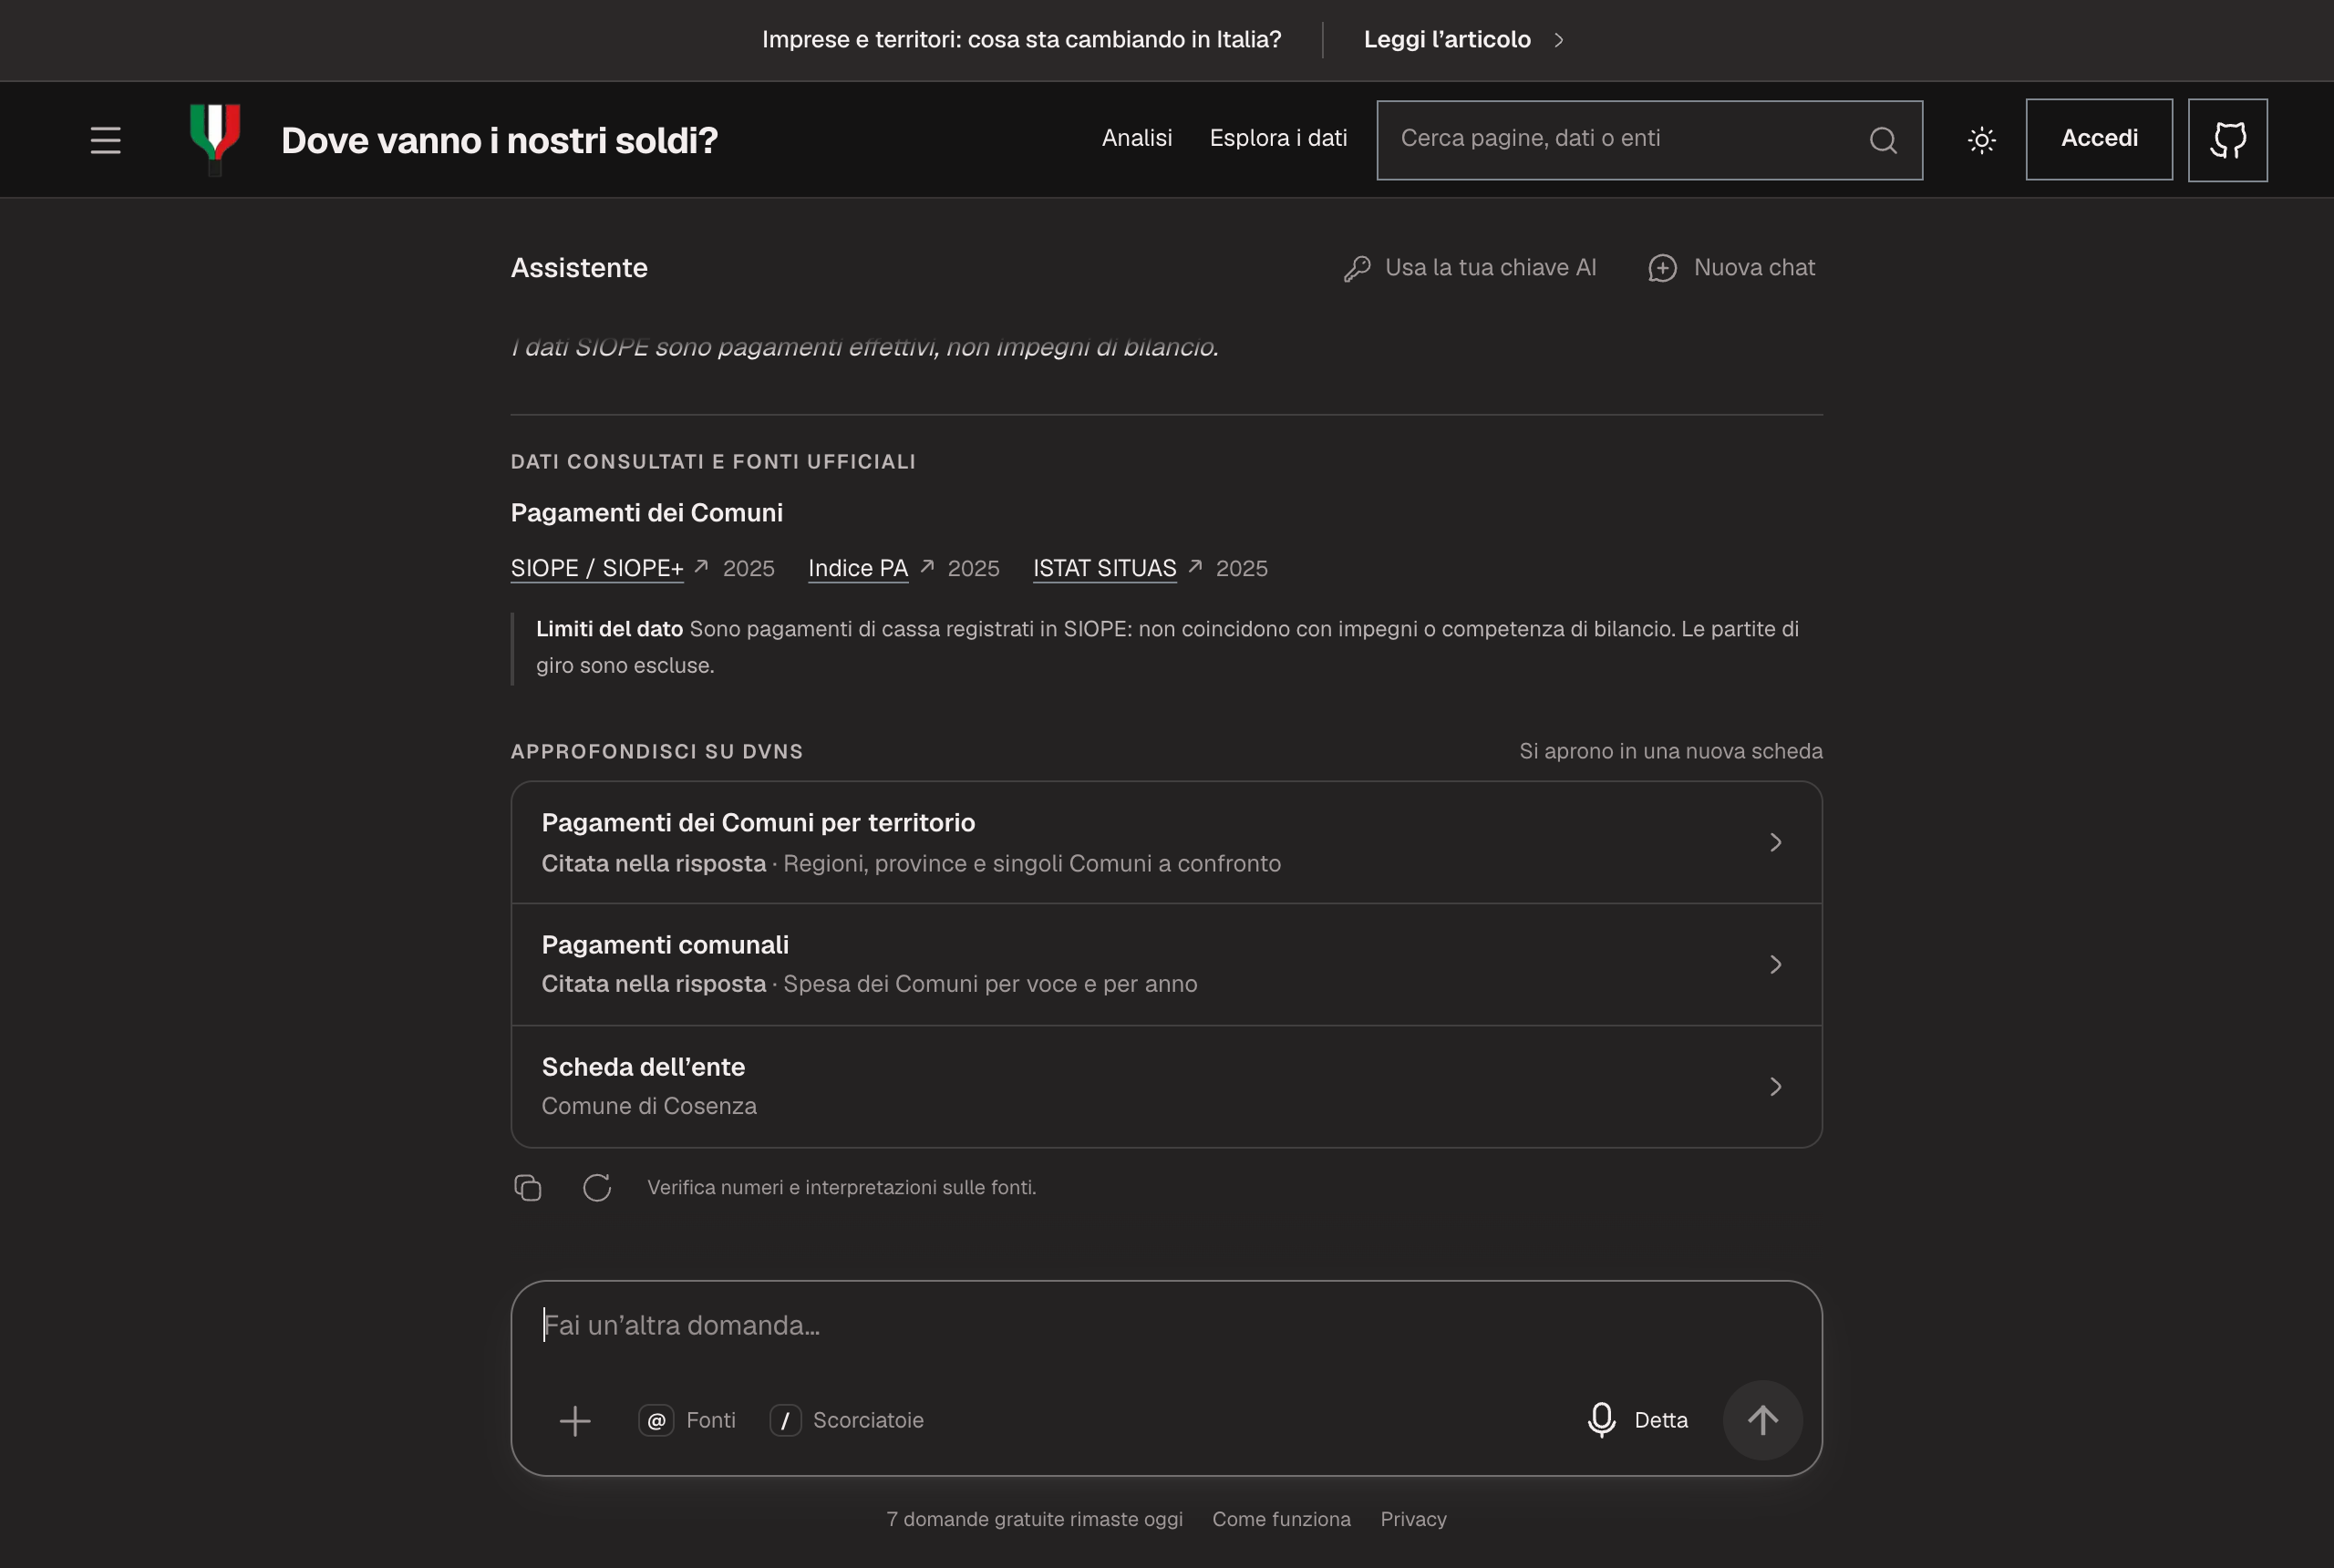 Imprese e territori: cosa sta cambiando in Italia? Leggi l’articolo
Dove vanno i nostri soldi? Analisi Esplora i dati Cerca pagine, dati o enti Accedi
Assistente Usa la tua chiave AI Nuova chat
I dati SIOPE sono pagamenti effettivi, non impegni di bilancio.
DATI CONSULTATI E FONTI UFFICIALI
Pagamenti dei Comuni
SIOPE / SIOPE+ 2025 Indice PA 2025 ISTAT SITUAS 2025
Limiti del dato Sono pagamenti di cassa registrati in SIOPE: non coincidono con impegni o competenza di bilancio. Le partite di
giro sono escluse.
APPROFONDISCI SU DVNS Si aprono in una nuova scheda
Pagamenti dei Comuni per territorio
Citata nella risposta · Regioni, province e singoli Comuni a confronto
Pagamenti comunali
Citata nella risposta · Spesa dei Comuni per voce e per anno
Scheda dell’ente
Comune di Cosenza
Verifica numeri e interpretazioni sulle fonti.
Fai un’altra domanda...
@ Fonti / Scorciatoie Detta
7 domande gratuite rimaste oggi Come funziona Privacy